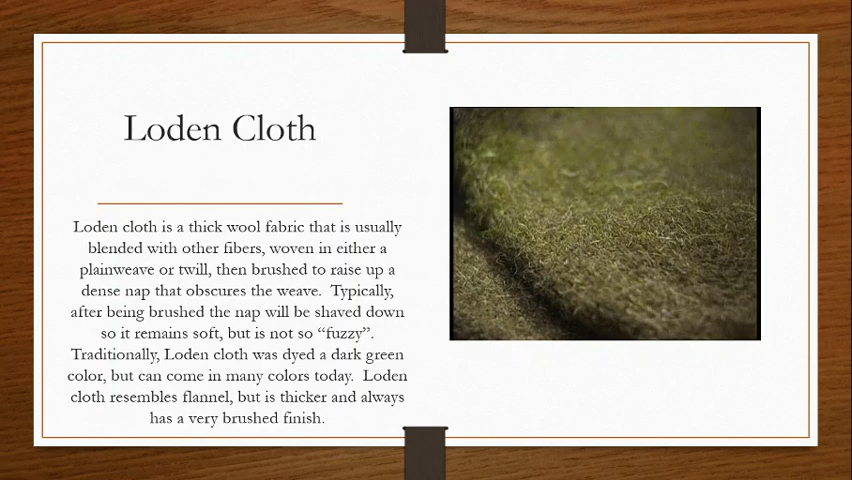 Loden Cloth
Loden cloth is a thick wool fabric that is usually
blended with other fibers, woven in either a
plainweave or twill, then brushed to raise up a
dense nap that obscures the weave.  Typically,
after being brushed the nap will be shaved down
so it remains soft, but is not so “fuzzy”.
Traditionally, Loden cloth was dyed a dark green
color, but can come in many colors today.  Loden
cloth resembles flannel, but is thicker and always
has a very brushed finish.